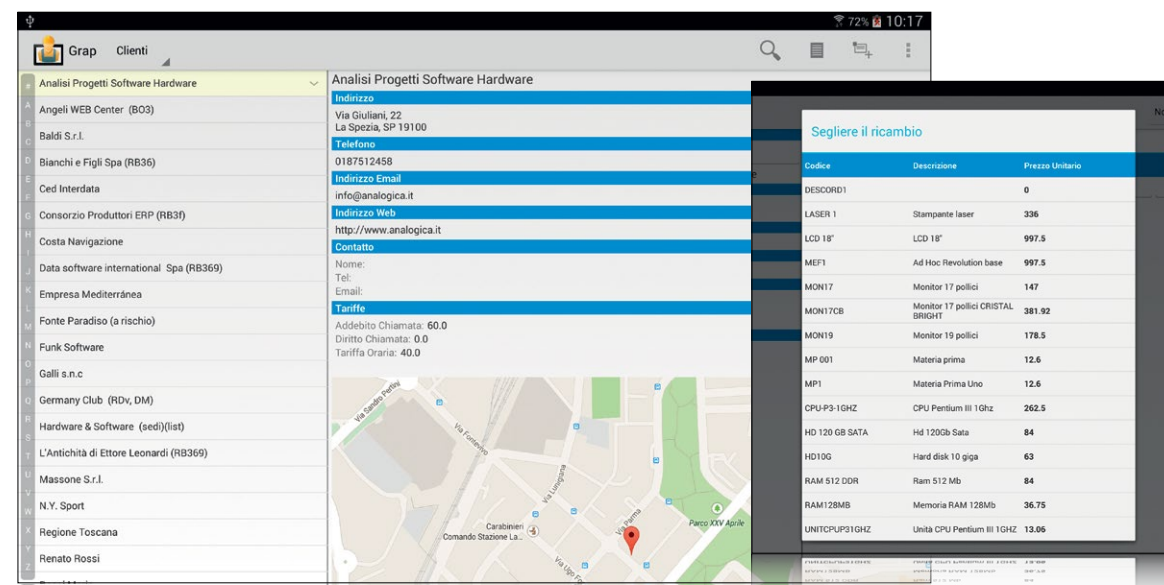 72% 10:17
Grap Clienti
#
A
B
C
D
E
F
G
H
I
J
K
L
M
N
O
P
Q
R
S
T
U
V
W
X
Y
Z
Analisi Progetti Software Hardware
Angeli WEB Center (BO3)
Baldi S.r.l.
Bianchi e Figli Spa (RB36)
Ced Interdata
Consorzio Produttori ERP (RB3f)
Costa Navigazione
Data software international Spa (RB369)
Empresa Mediterránea
Fonte Paradiso (a rischio)
Funk Software
Galli s.n.c
Germany Club (RDv, DM)
Hardware & Software (sedi)(list)
L'Antichità di Ettore Leonardi (RB369)
Massone S.r.l.
N.Y. Sport
Regione Toscana
Renato Rossi
Analisi Progetti Software Hardware
Indirizzo
Via Giuliani, 22
La Spezia, SP 19100
Telefono
0187512458
Indirizzo Email
info@analogica.it
Indirizzo Web
http://www.analogica.it
Contatto
Nome:
Tel:
Email:
Tariffe
Addebito Chiamata: 60.0
Diritto Chiamata: 0.0
Tariffa Oraria: 40.0
Via Sandro Pertini
Via Fontevivo
Via Lunigiana
Via Parma
Parco XXV Aprile
Carabinieri
Comando Stazione La...
Via Ugo Fo
Segliere il ricambio
Codice Descrizione Prezzo Unitario
DESCORD1 0
LASER 1 Stampante laser 336
LCD 18" LCD 18" 997.5
MEF1 Ad Hoc Revolution base 997.5
MON17 Monitor 17 pollici 147
MON17CB Monitor 17 pollici CRISTAL BRIGHT 381.92
MON19 Monitor 19 pollici 178.5
MP 001 Materia prima 12.6
MP1 Materia Prima Uno 12.6
CPU-P3-1GHZ CPU Pentium III 1Ghz 262.5
HD 120 GB SATA Hd 120Gb Sata 84
HD10G Hard disk 10 giga 63
RAM 512 DDR Ram 512 Mb 84
RAM128MB Memoria RAM 128Mb 36.75
UNITCPUP31GHZ Unità CPU Pentium III 1GHZ 13.06